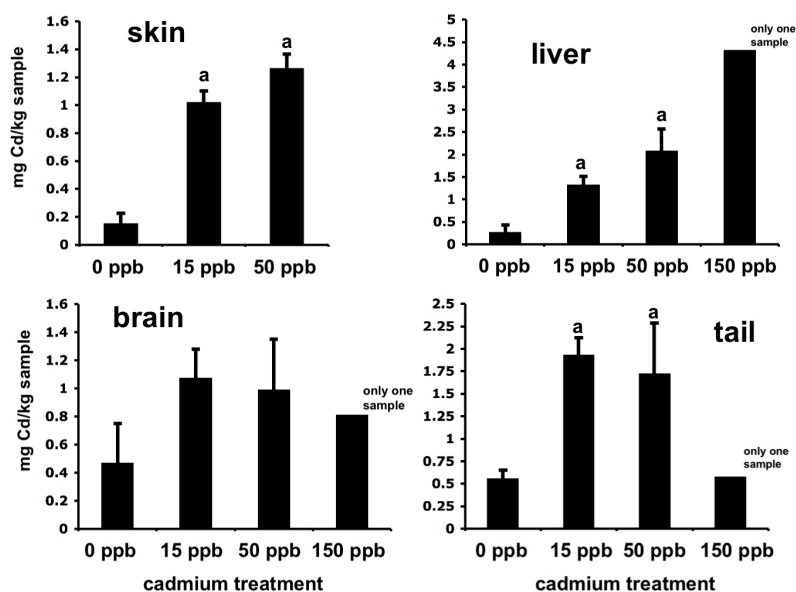 skin
mg Cd/kg sample
1.6
1.4
1.2
1
0.8
0.6
0.4
0.2
0
a
a
0 ppb 15 ppb 50 ppb
liver
only one
sample
5
4.5
4
3.5
3
2.5
2
1.5
1
0.5
0
a
a
0 ppb 15 ppb 50 ppb 150 ppb
brain
mg Cd/kg sample
1.6
1.4
1.2
1
0.8
0.6
0.4
0.2
0
only one
sample
0 ppb 15 ppb 50 ppb 150 ppb
cadmium treatment
tail
2.5
2.25
2
1.75
1.5
1.25
1
0.75
0.5
0.25
0
a
a
only one
sample
0 ppb 15 ppb 50 ppb 150 ppb
cadmium treatment